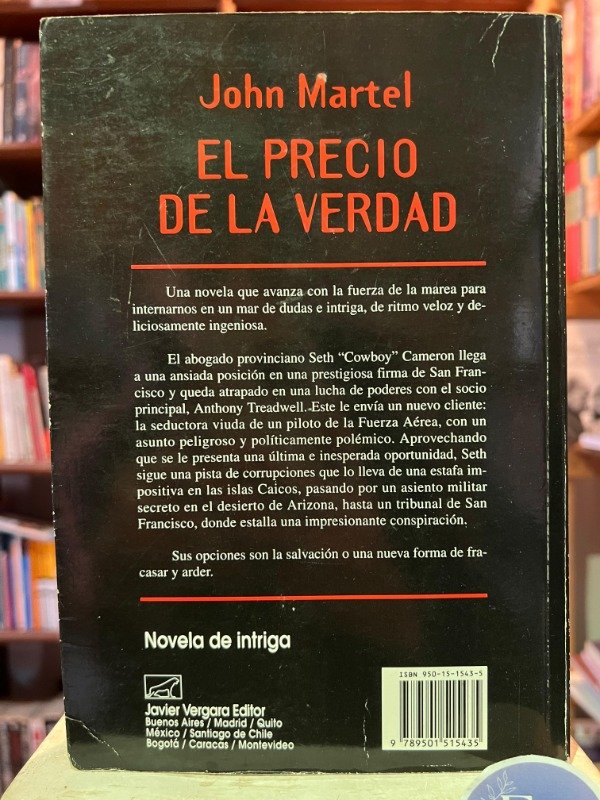 John Martel
EL PRECIO
DE LA VERDAD
Una novela que avanza con la fuerza de la marea para
internarnos en un mar de dudas e intriga, de ritmo veloz y de-
liciosamente ingeniosa.
El abogado provinciano Seth “Cowboy” Cameron llega
a una ansiada posición en una prestigiosa firma de San Fran-
cisco y queda atrapado en una lucha de poderes con el socio
principal, Anthony Treadwell. Este le envía un nuevo cliente:
la seductora viuda de un piloto de la Fuerza Aérea, con un
asunto peligroso y políticamente polémico. Aprovechando
que se le presenta una última e inesperada oportunidad, Seth
sigue una pista de corrupciones que lo lleva de una estafa im-
positiva en las islas Caicos, pasando por un asiento militar
secreto en el desierto de Arizona, hasta un tribunal de San
Francisco, donde estalla una impresionante conspiración.
Sus opciones son la salvación o una nueva forma de fra-
casar y arder.
Novela de intriga
Javier Vergara Editor
Buenos Aires / Madrid / Quito
México / Santiago de Chile
Bogotá / Caracas / Montevideo
ISBN 950-15-1543-5
9 789501 515435